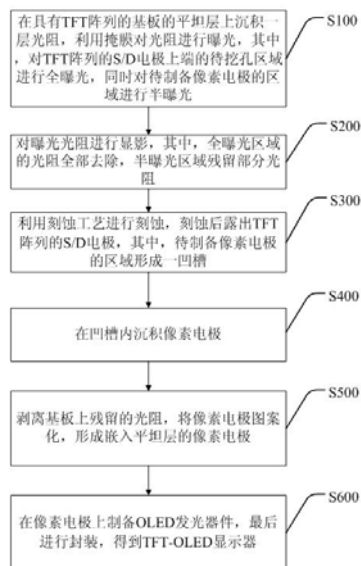 在具有TFT阵列的基板的平坦层上沉积一
层光阻，利用掩膜对光阻进行曝光，其中，
，对TFT阵列的S/D电极上端的待挖孔区域
进行全曝光，同时对待制备像素电极的区
域进行半曝光
S100
对曝光光阻进行显影，其中，全曝光区域
的光阻全部去除，半曝光区域残留部分光
阻
S200
利用刻蚀工艺进行刻蚀，刻蚀后露出TFT
阵列的S/D电极，其中，待制备像素电极
的区域形成一凹槽
S300
在凹槽内沉积像素电极
S400
剥离基板上残留的光阻，将像素电极图案
化，形成嵌入平坦层的像素电极
S500
在像素电极上制备OLED发光器件，最后
进行封装，得到TFT-OLED显示器
S600